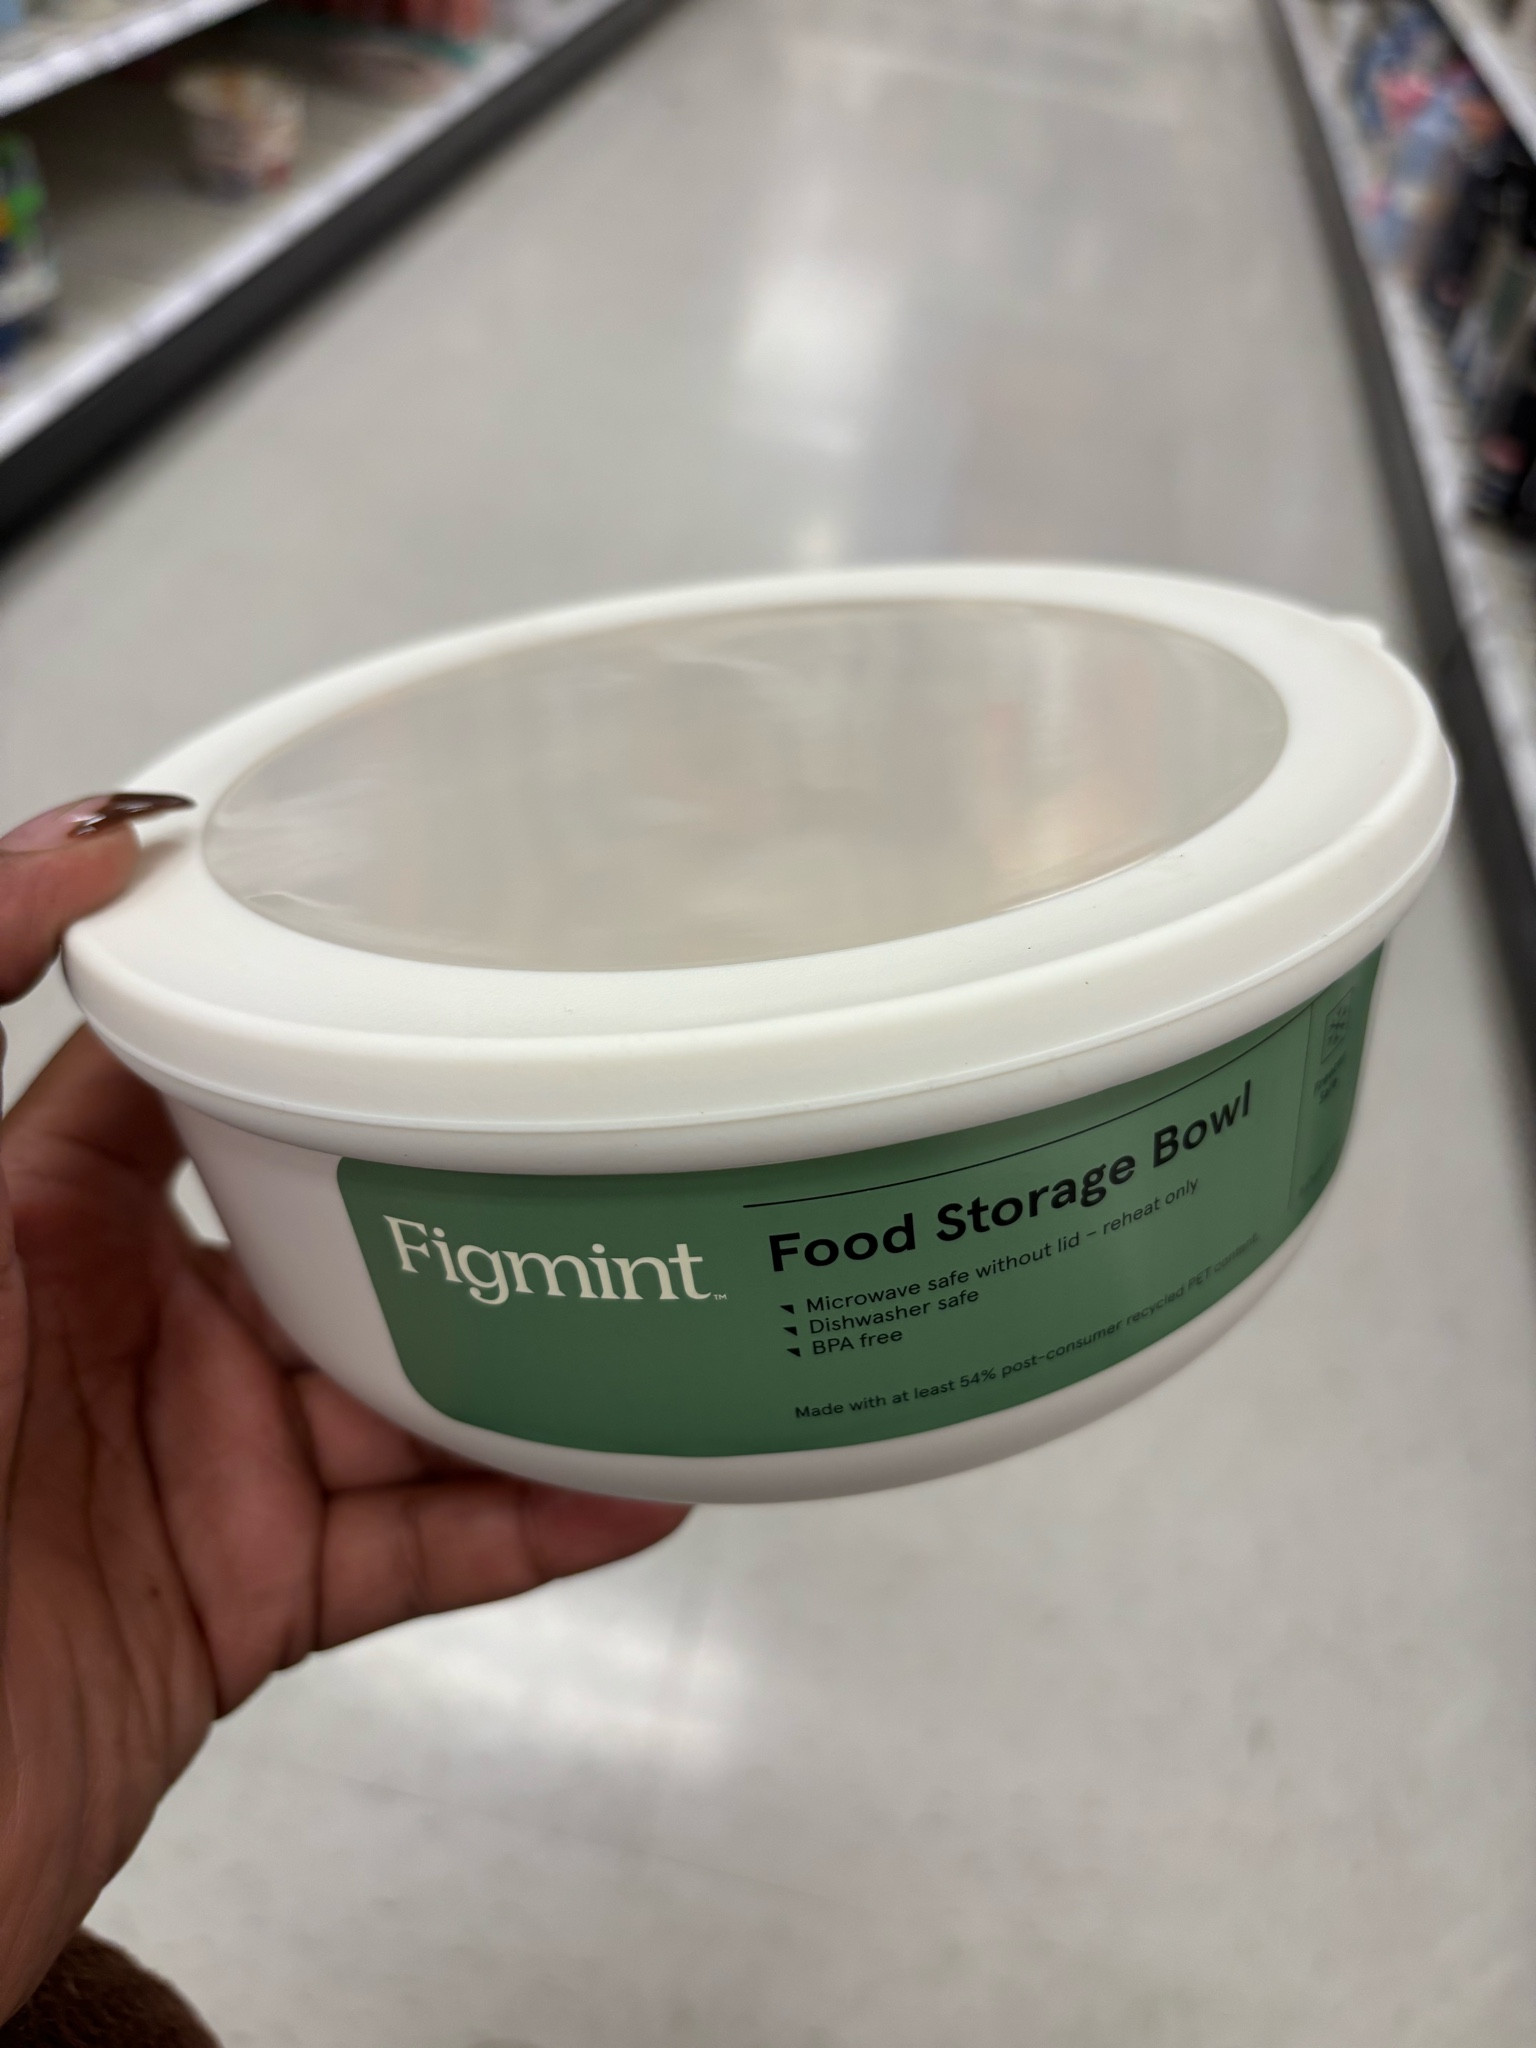 Figmint™
Food Storage Bowl
Microwave safe without lid – reheat only
Dishwasher safe
BPA free
Made with at least 54% post-consumer recycled PET content.